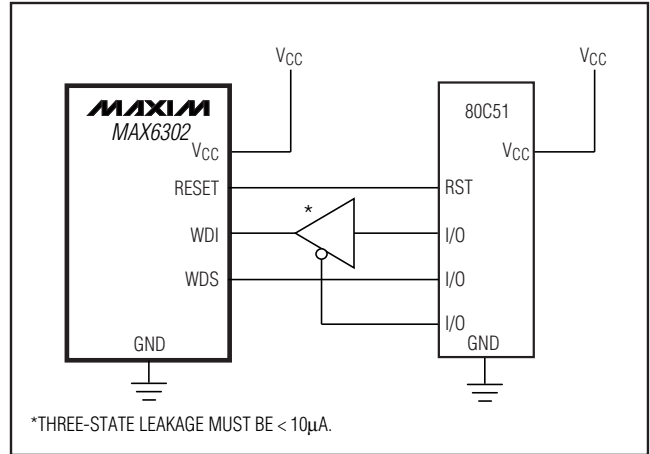 VCC
VCC
MAXIM
MAX6302
80C51
VCC
VCC
RESET
RST
*
WDI
I/O
WDS
I/O
I/O
GND
GND
*THREE-STATE LEAKAGE MUST BE < 10μA.